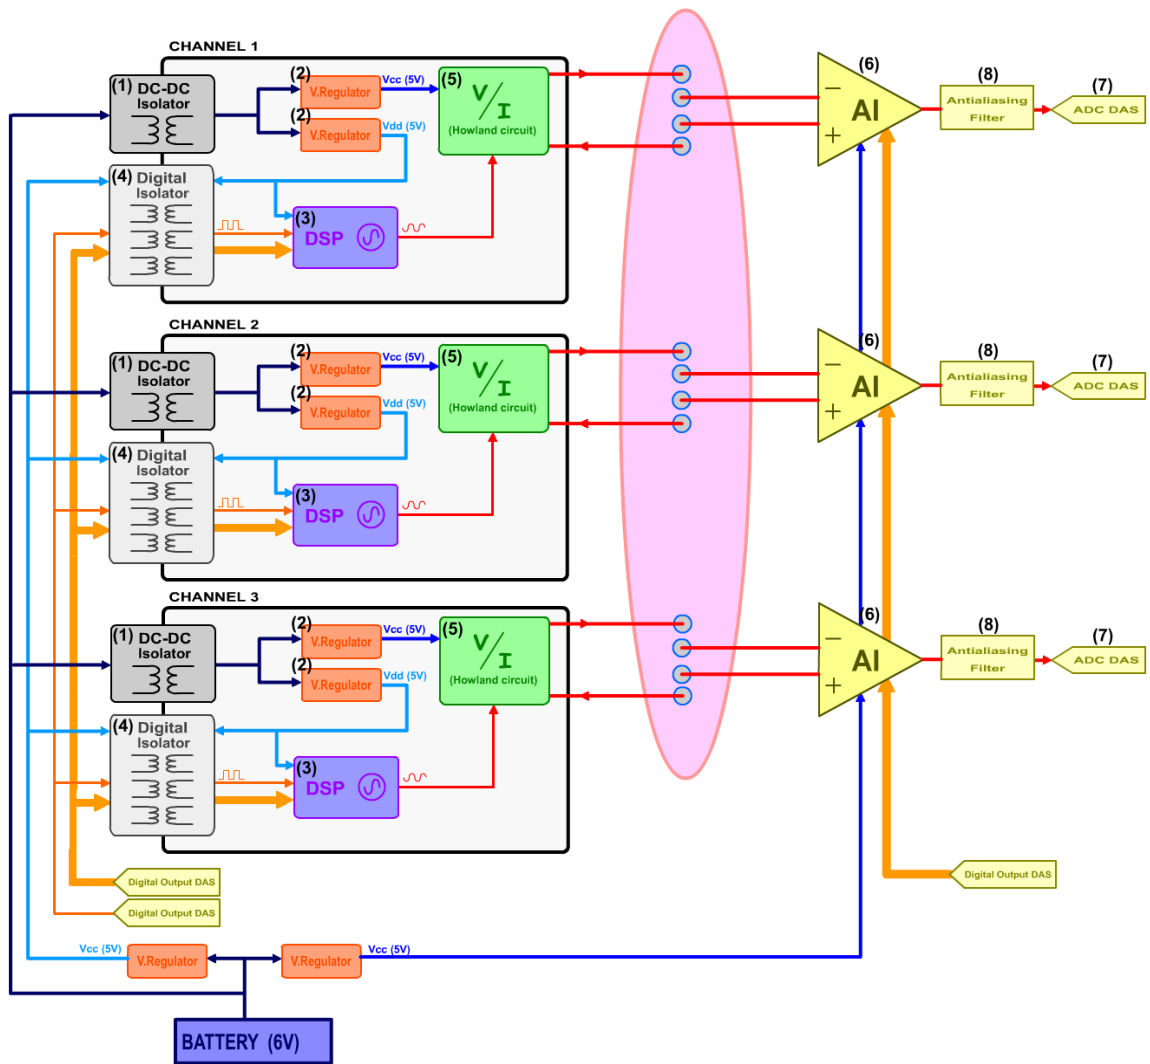 CHANNEL 1
(1) DC-DC
Isolator
(2)
V.Regulator
Vcc (5V)
(2)
V.Regulator
Vdd (5V)
(5)
V/I
(Howland circuit)
(4) Digital
Isolator
(3)
DSP
(6)
−
AI
+
(8)
Antialiasing
Filter
(7)
ADC DAS
CHANNEL 2
(1) DC-DC
Isolator
(2)
V.Regulator
Vcc (5V)
(2)
V.Regulator
Vdd (5V)
(5)
V/I
(Howland circuit)
(4) Digital
Isolator
(3)
DSP
(6)
−
AI
+
(8)
Antialiasing
Filter
(7)
ADC DAS
CHANNEL 3
(1) DC-DC
Isolator
(2)
V.Regulator
Vcc (5V)
(2)
V.Regulator
Vdd (5V)
(5)
V/I
(Howland circuit)
(4) Digital
Isolator
(3)
DSP
(6)
−
AI
+
(8)
Antialiasing
Filter
(7)
ADC DAS
Digital Output DAS
Digital Output DAS
Digital Output DAS
Vcc (5V)
V.Regulator
V.Regulator
Vcc (5V)
BATTERY (6V)